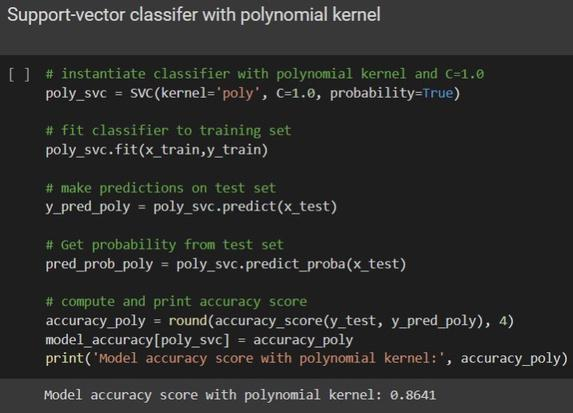 Support-vector classifer with polynomial kernel
[ ] # instantiate classifier with polynomial kernel and C=1.0
poly_svc = SVC(kernel='poly', C=1.0, probability=True)
# fit classifier to training set
poly_svc.fit(x_train,y_train)
# make predictions on test set
y_pred_poly = poly_svc.predict(x_test)
# Get probability from test set
pred_prob_poly = poly_svc.predict_proba(x_test)
# compute and print accuracy score
accuracy_poly = round(accuracy_score(y_test, y_pred_poly), 4)
model_accuracy[poly_svc] = accuracy_poly
print('Model accuracy score with polynomial kernel:', accuracy_poly)
Model accuracy score with polynomial kernel: 0.8641